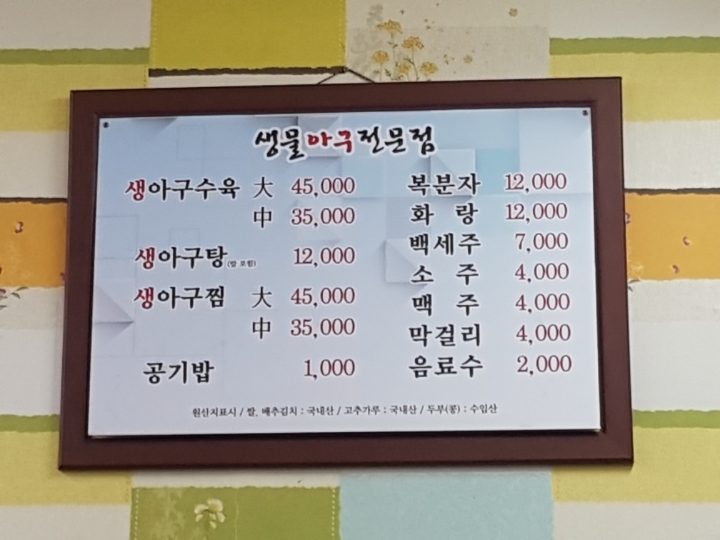 생물아구전문점
생아구수육 大 45,000
中 35,000
생아구탕(밥 포함) 12,000
생아구찜 大 45,000
中 35,000
공기밥 1,000
복분자 12,000
화 랑 12,000
백세주 7,000
소 주 4,000
맥 주 4,000
막걸리 4,000
음료수 2,000
원산지표시 / 쌀, 배추김치 : 국내산 / 고추가루 : 국내산 / 두부(콩) : 수입산